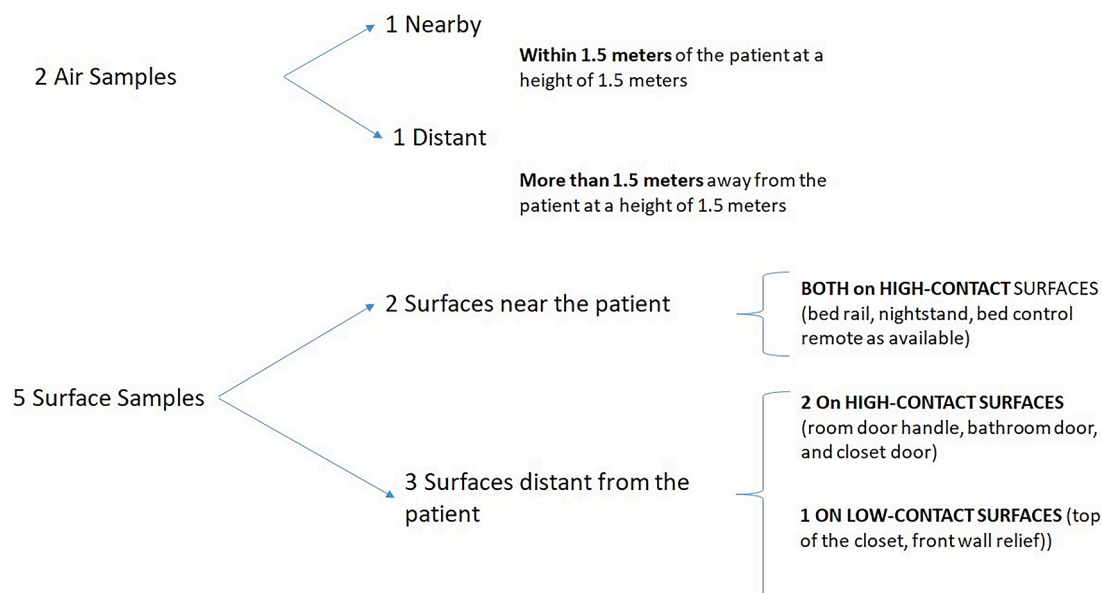 1 Nearby
2 Air Samples
Within 1.5 meters of the patient at a
height of 1.5 meters
1 Distant
More than 1.5 meters away from the
patient at a height of 1.5 meters
2 Surfaces near the patient
BOTH on HIGH-CONTACT SURFACES
(bed rail, nightstand, bed control
remote as available)
5 Surface Samples
3 Surfaces distant from the
patient
2 On HIGH-CONTACT SURFACES
(room door handle, bathroom door,
and closet door)
1 ON LOW-CONTACT SURFACES (top
of the closet, front wall relief))